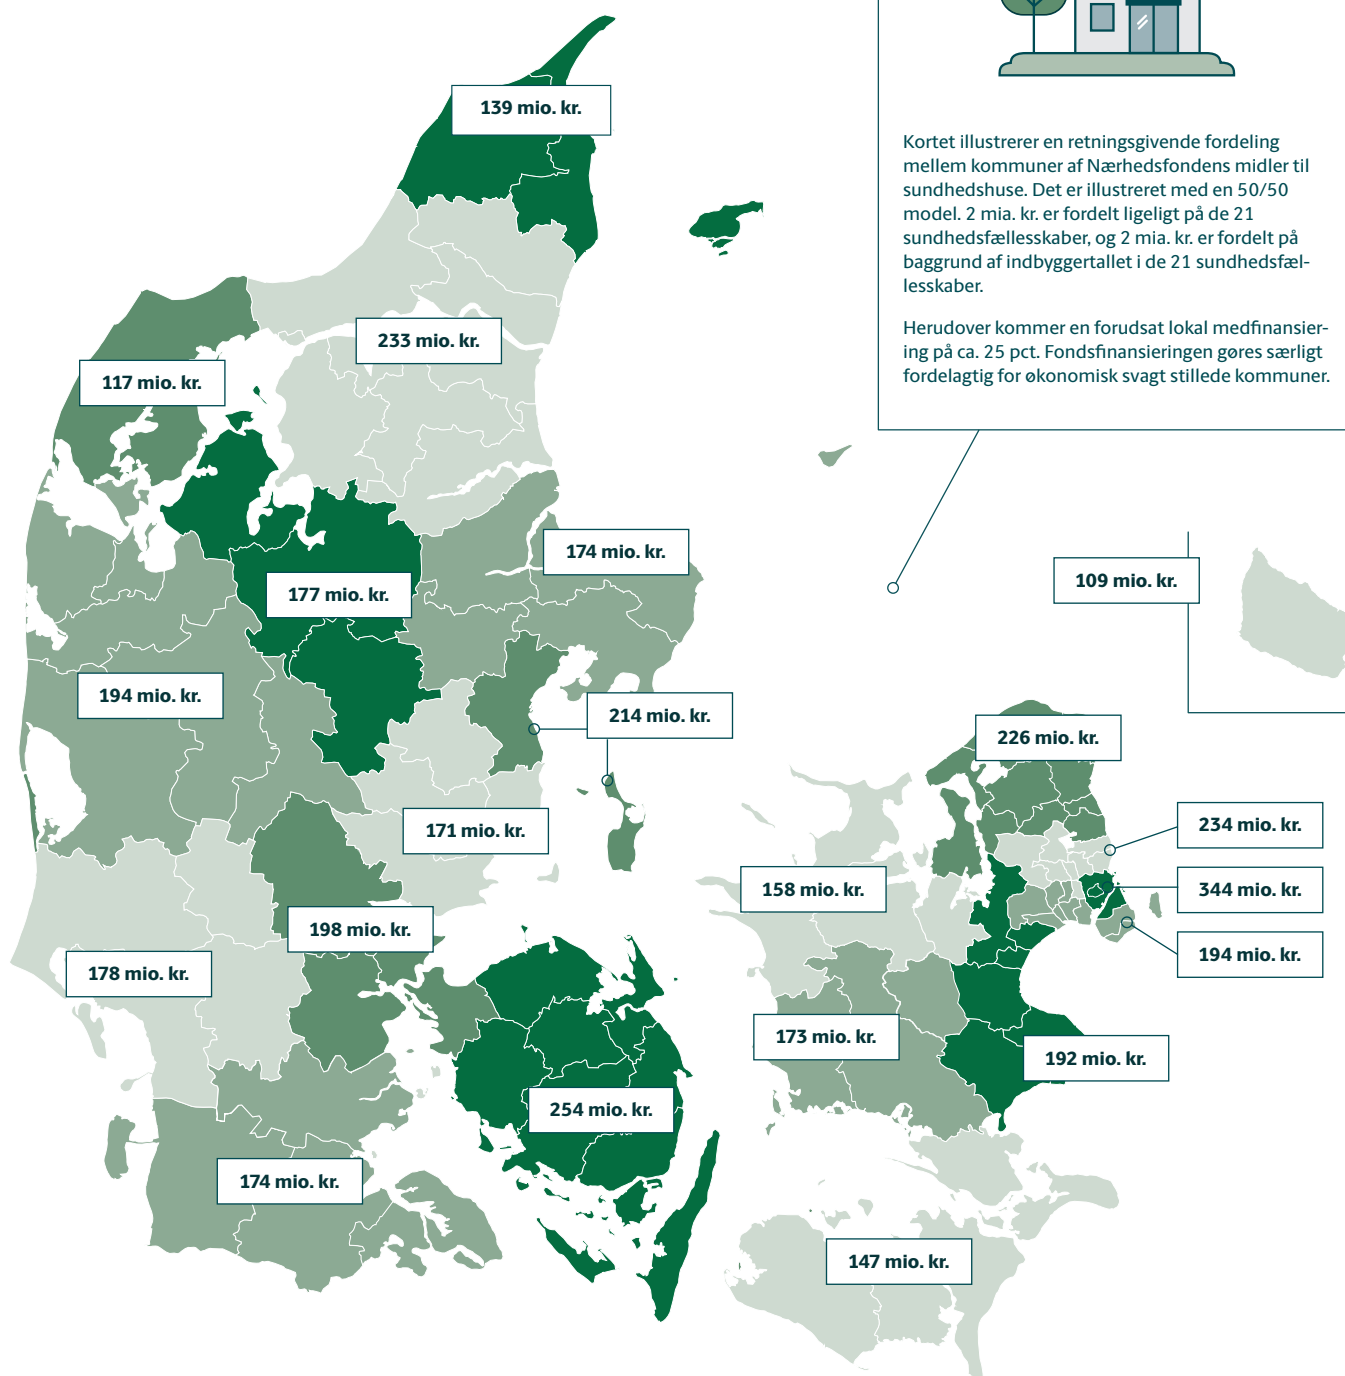 139 mio. kr.
Kortet illustrerer en retningsgivende fordeling
mellem kommuner af Nærhedsfondens midler til
sundhedshuse. Det er illustreret med en 50/50
model. 2 mia. kr. er fordelt ligeligt på de 21
sundhedsfællesskaber, og 2 mia. kr. er fordelt på
baggrund af indbyggertallet i de 21 sundhedsfæl-
lesskaber.
Herudover kommer en forudsat lokal medfinansier-
ing på ca. 25 pct. Fondsfinansieringen gøres særligt
fordelagtig for økonomisk svagt stillede kommuner.
233 mio. kr.
117 mio. kr.
174 mio. kr.
109 mio. kr.
177 mio. kr.
194 mio. kr.
214 mio. kr.
226 mio. kr.
171 mio. kr.
234 mio. kr.
158 mio. kr.
344 mio. kr.
198 mio. kr.
194 mio. kr.
178 mio. kr.
173 mio. kr.
192 mio. kr.
254 mio. kr.
174 mio. kr.
147 mio. kr.